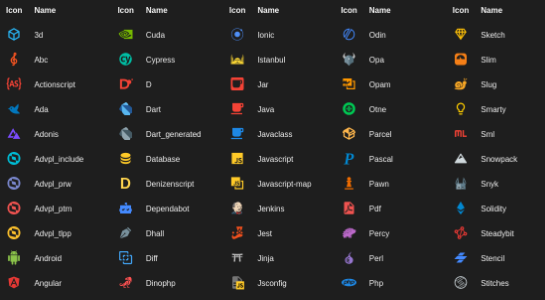 Icon Name Icon Name Icon Name Icon Name Icon Name
3d Cuda Ionic Odin Sketch
Abc Cypress Istanbul Opa Slim
Actionscript D Jar Opam Slug
Ada Dart Java Otne Smarty
Adonis Dart_generated Javaclass Parcel Sml
Advpl_include Database Javascript Pascal Snowpack
Advpl_prw Denizenscript Javascript-map Pawn Snyk
Advpl_ptm Dependabot Jenkins Pdf Solidity
Advpl_tlpp Dhall Jest Percy Steadybit
Android Diff Jinja Perl Stencil
Angular Dinophp Jsconfig Php Stitches